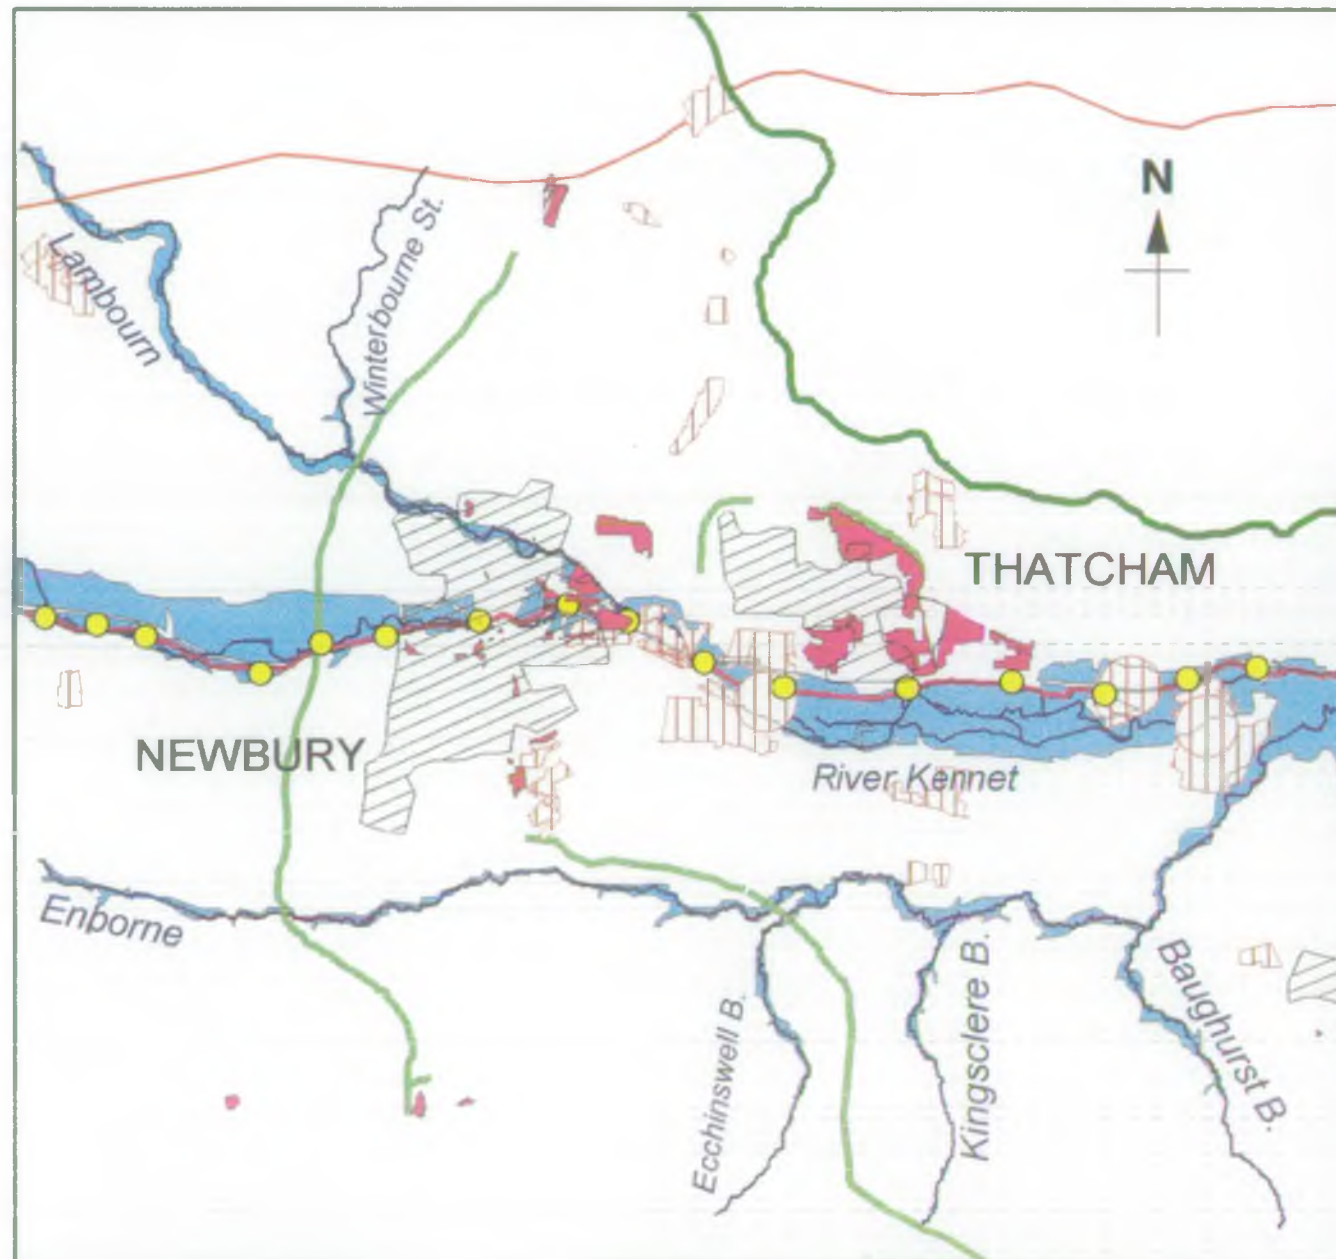 N
Lambourn
Winterbourne St.
THATCHAM
NEWBURY
River Kennet
Enborne
Ecchinswell B.
Kingsclere B.
Baughurst B.